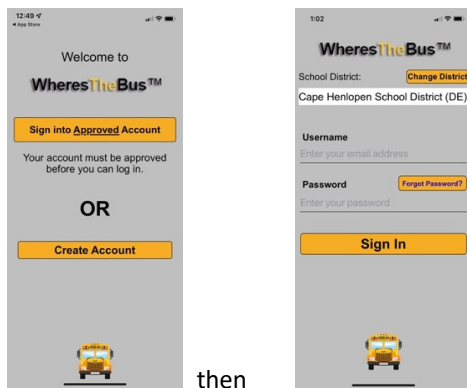 12:49
App Store
Welcome to
WheresTheBus™
Sign into Approved Account
Your account must be approved
before you can log in.
OR
Create Account
then
1:02
WheresTheBus™
School District:
Change District
Cape Henlopen School District (DE)
Username
Enter your email address
Password
Forgot Password?
Enter your password
Sign In